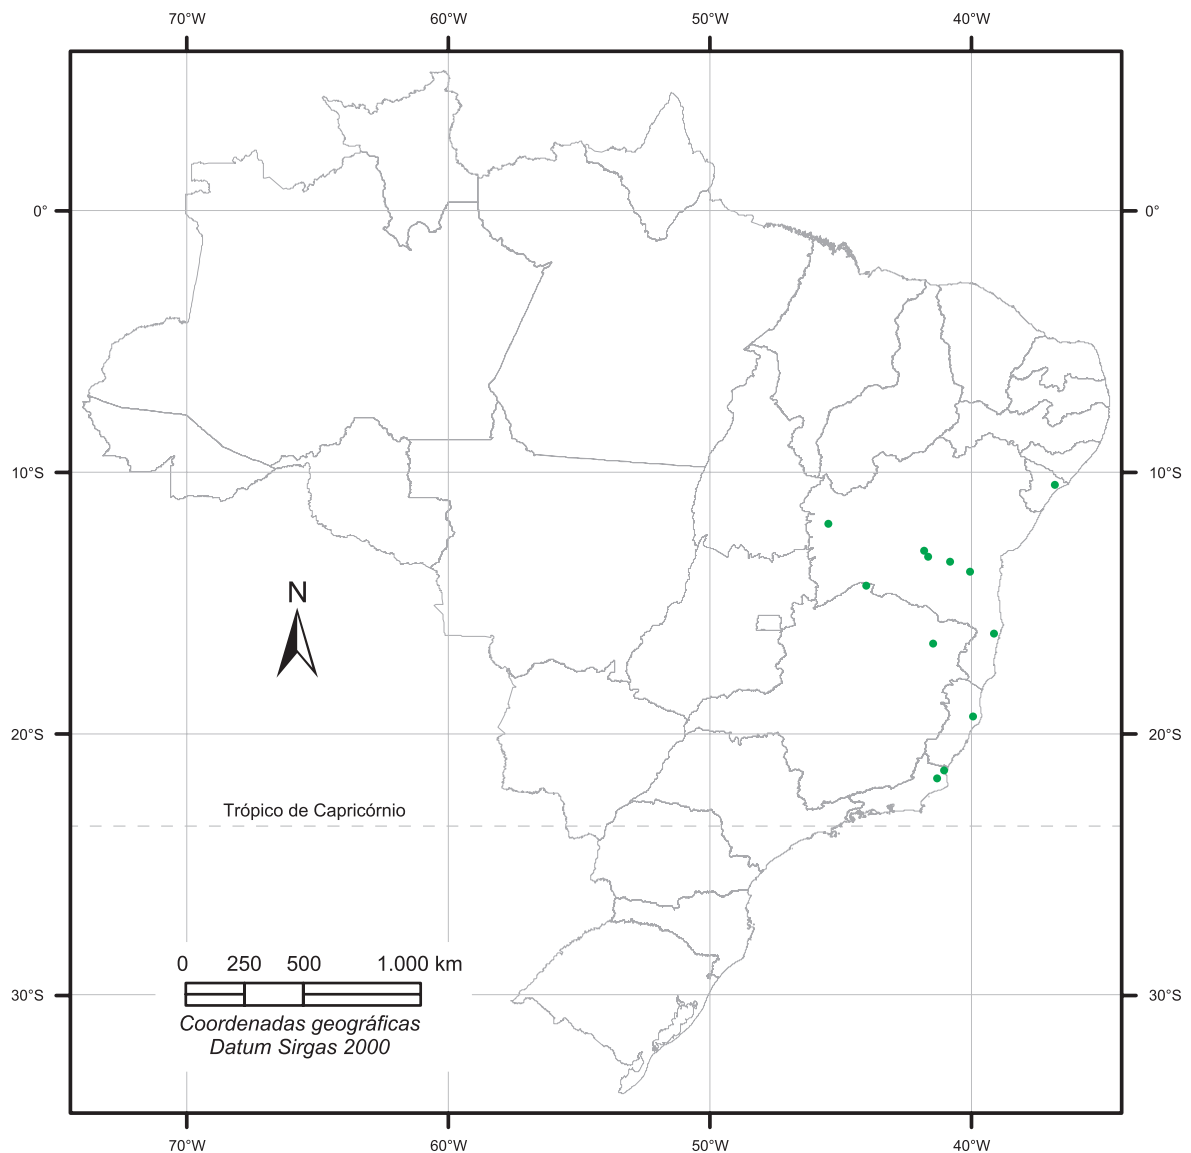 70°W 60°W 50°W 40°W
0° 0°
10°S 10°S
N
20°S 20°S
Trópico de Capricórnio
0 250 500 1.000 km
30°S 30°S
Coordenadas geográficas
Datum Sirgas 2000
70°W 60°W 50°W 40°W